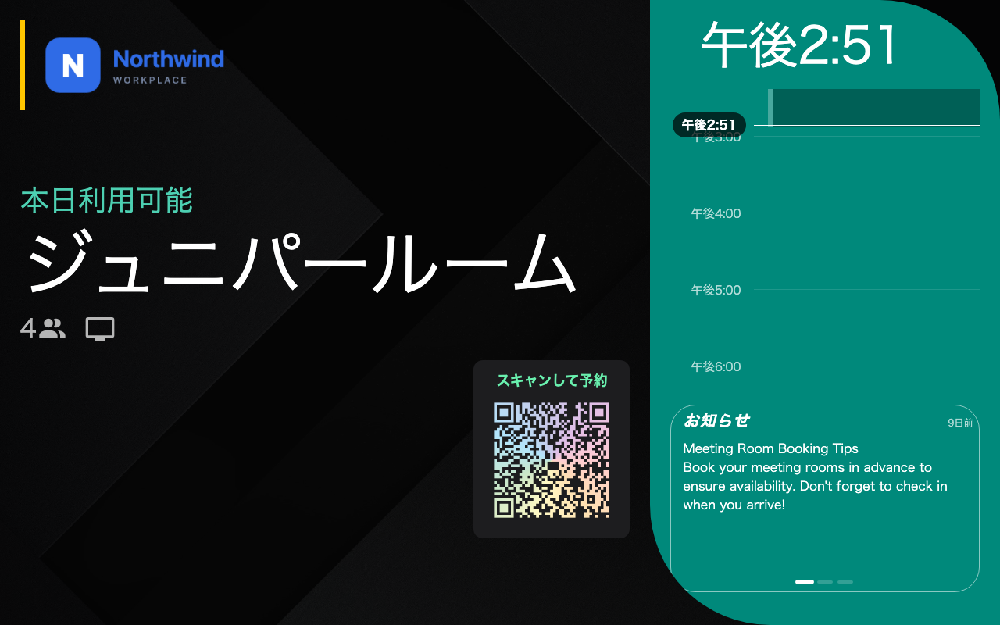 N
Northwind
WORKPLACE
本日利用可能
ジュニパールーム
4
スキャンして予約
午後2:51
午後2:51
午後3:00
午後4:00
午後5:00
午後6:00
お知らせ
9日前
Meeting Room Booking Tips
Book your meeting rooms in advance to
ensure availability. Don't forget to check in
when you arrive!